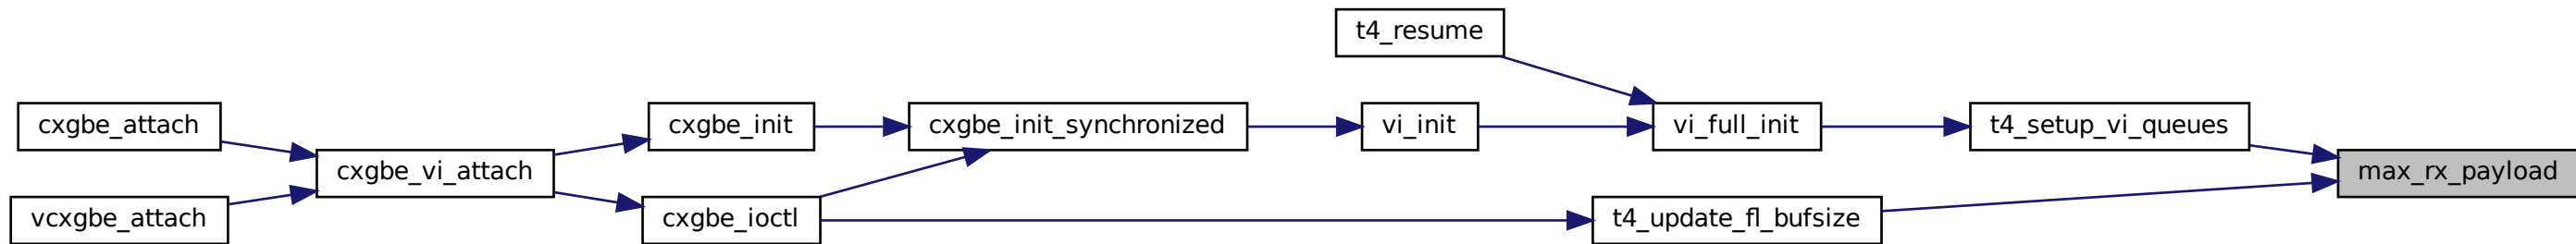 t4_resume
cxgbe_attach
cxgbe_init
cxgbe_init_synchronized
vi_init
vi_full_init
t4_setup_vi_queues
cxgbe_vi_attach
max_rx_payload
vcxgbe_attach
cxgbe_ioctl
t4_update_fl_bufsize